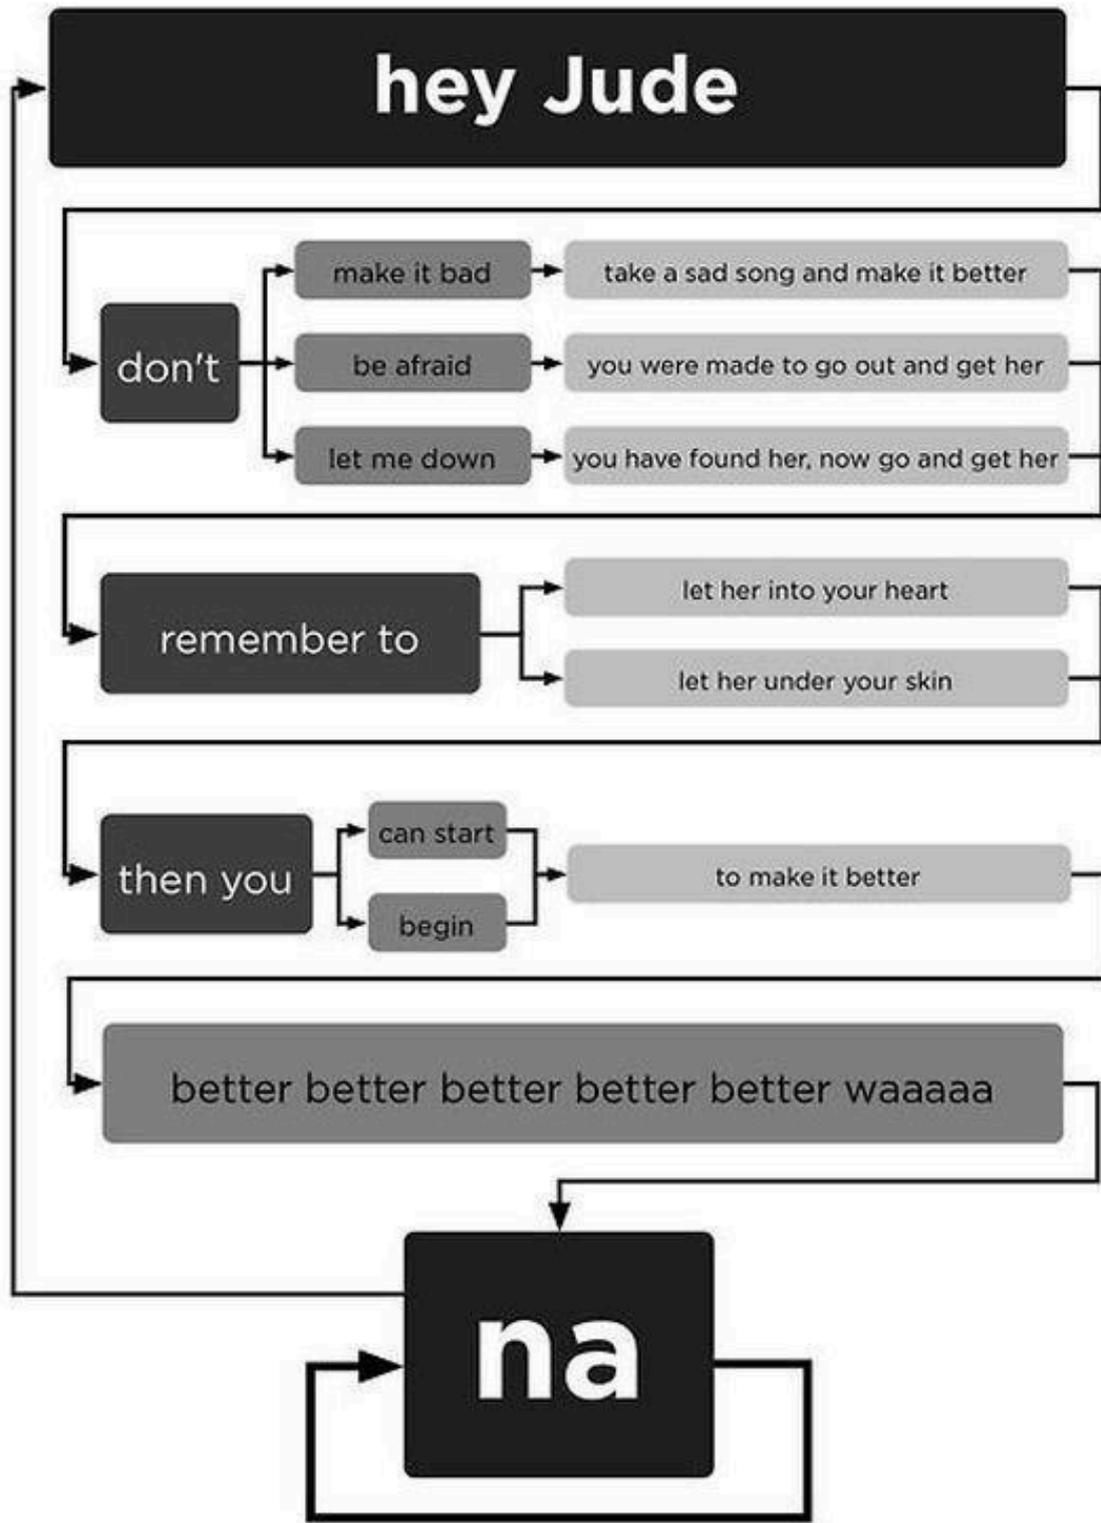 hey Jude
don't
make it bad
take a sad song and make it better
be afraid
you were made to go out and get her
let me down
you have found her, now go and get her
remember to
let her into your heart
let her under your skin
then you
can start
begin
to make it better
better better better better better waaaaa
na